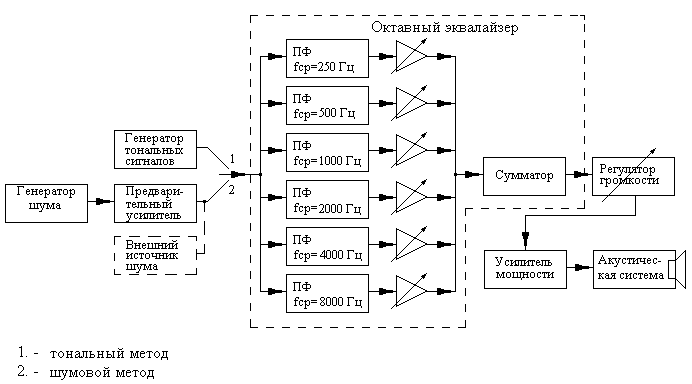 Октавный эквалайзер
ПФ
fср=250 Гц
ПФ
fср=500 Гц
ПФ
fср=1000 Гц
ПФ
fср=2000 Гц
ПФ
fср=4000 Гц
ПФ
fср=8000 Гц
Генератор
тональных
сигналов
1
2
Генератор
шума
Предвари-
тельный
усилитель
Внешний
источник
шума
Сумматор
Регулятор
громкости
Усилитель
мощности
Акустичес-
кая система
1. - тональный метод
2. - шумовой метод